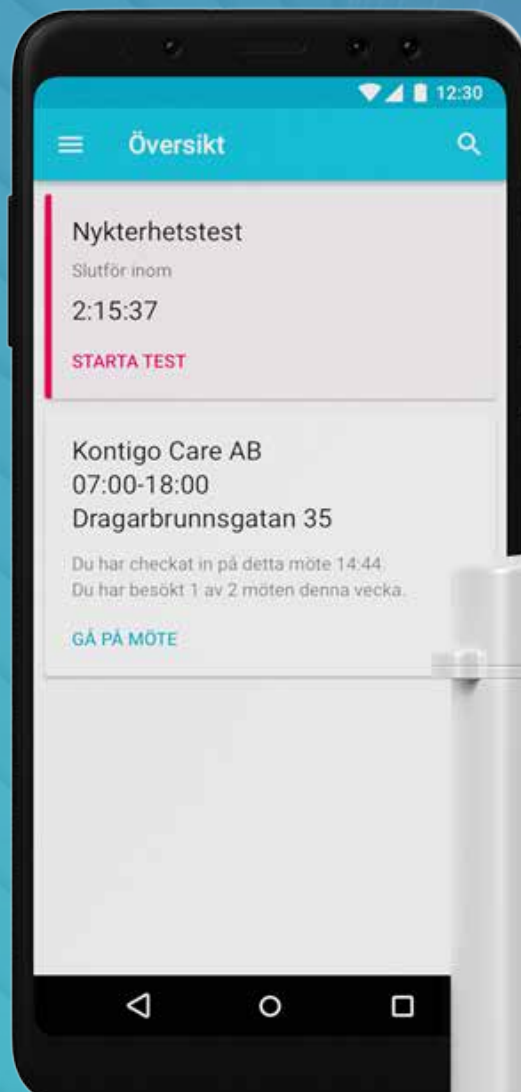 12:30
Översikt
Nykterhetstest
Slutför inom
2:15:37
STARTA TEST
Kontigo Care AB
07:00-18:00
Dragarbrunnsgatan 35
Du har checkat in på detta möte 14:44.
Du har besökt 1 av 2 möten denna vecka.
GÅ PÅ MÖTE